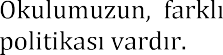 Okulumuzun, farklı
politikası vardır.